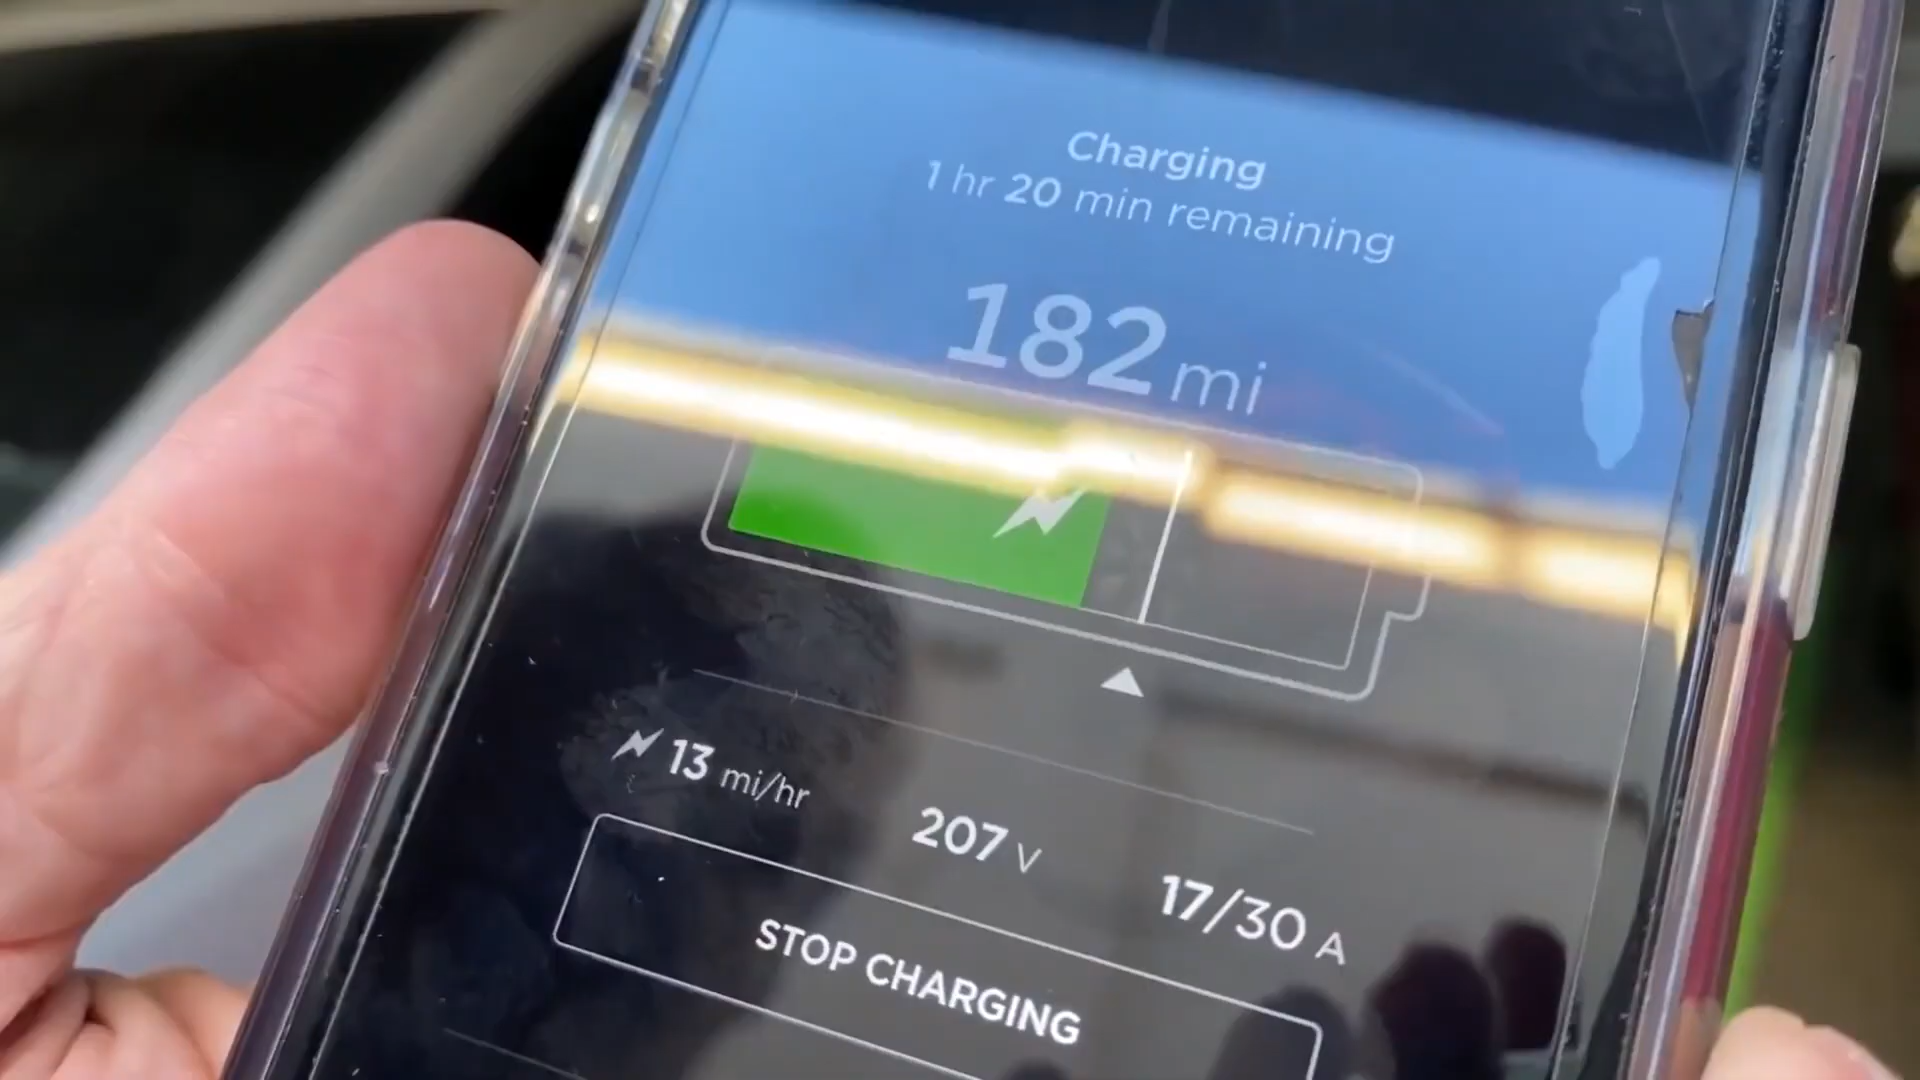 Charging
1 hr 20 min remaining
182 mi
13 mi/hr
207 V
17/30 A
STOP CHARGING